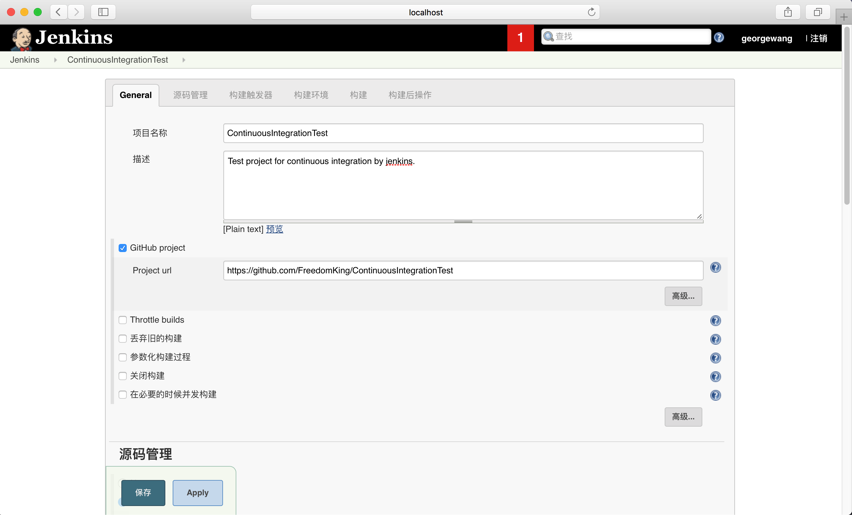 localhost
Jenkins
1
查找
georgewang
| 注销
Jenkins
ContinuousIntegrationTest
General
源码管理
构建触发器
构建环境
构建
构建后操作
项目名称
ContinuousIntegrationTest
描述
Test project for continuous integration by jenkins.
[Plain text] 预览
GitHub project
Project url
https://github.com/FreedomKing/ContinuousIntegrationTest
高级...
Throttle builds
丢弃旧的构建
参数化构建过程
关闭构建
在必要的时候并发构建
高级...
源码管理
保存
Apply